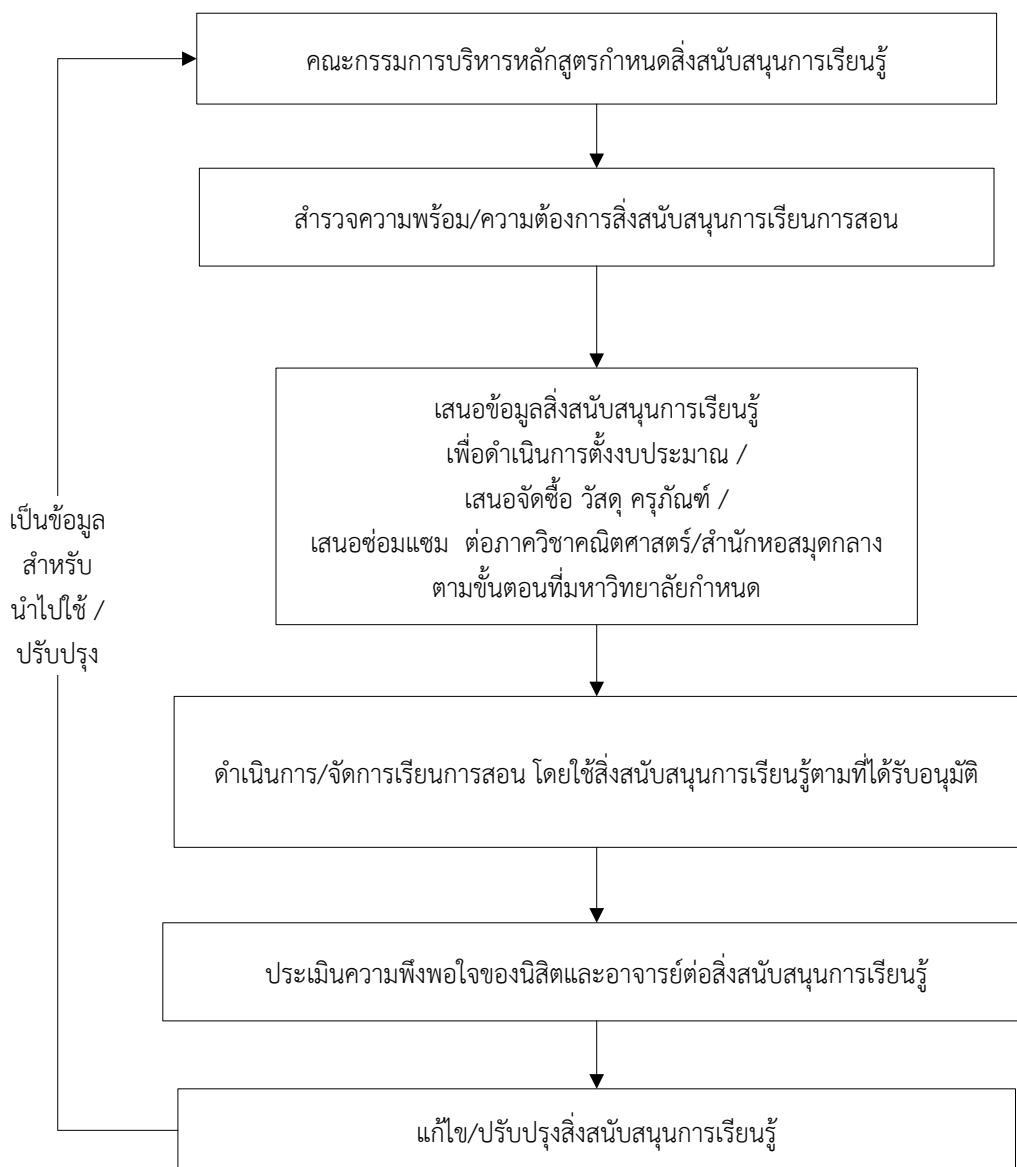 คณะกรรมการบริหารหลักสูตรกำหนดสิ่งสนับสนุนการเรียนรู้
สำรวจความพร้อม/ความต้องการสิ่งสนับสนุนการเรียนการสอน
เสนอข้อมูลสิ่งสนับสนุนการเรียนรู้
เพื่อดำเนินการตั้งงบประมาณ /
เสนอจัดซื้อ วัสดุ ครุภัณฑ์ /
เสนอซ่อมแซม ต่อภาควิชาคณิตศาสตร์/สำนักหอสมุดกลาง
ตามขั้นตอนที่มหาวิทยาลัยกำหนด
เป็นข้อมูล
สำหรับ
นำไปใช้ /
ปรับปรุง
ดำเนินการ/จัดการเรียนการสอน โดยใช้สิ่งสนับสนุนการเรียนรู้ตามที่ได้รับอนุมัติ
ประเมินความพึงพอใจของนิสิตและอาจารย์ต่อสิ่งสนับสนุนการเรียนรู้
แก้ไข/ปรับปรุงสิ่งสนับสนุนการเรียนรู้